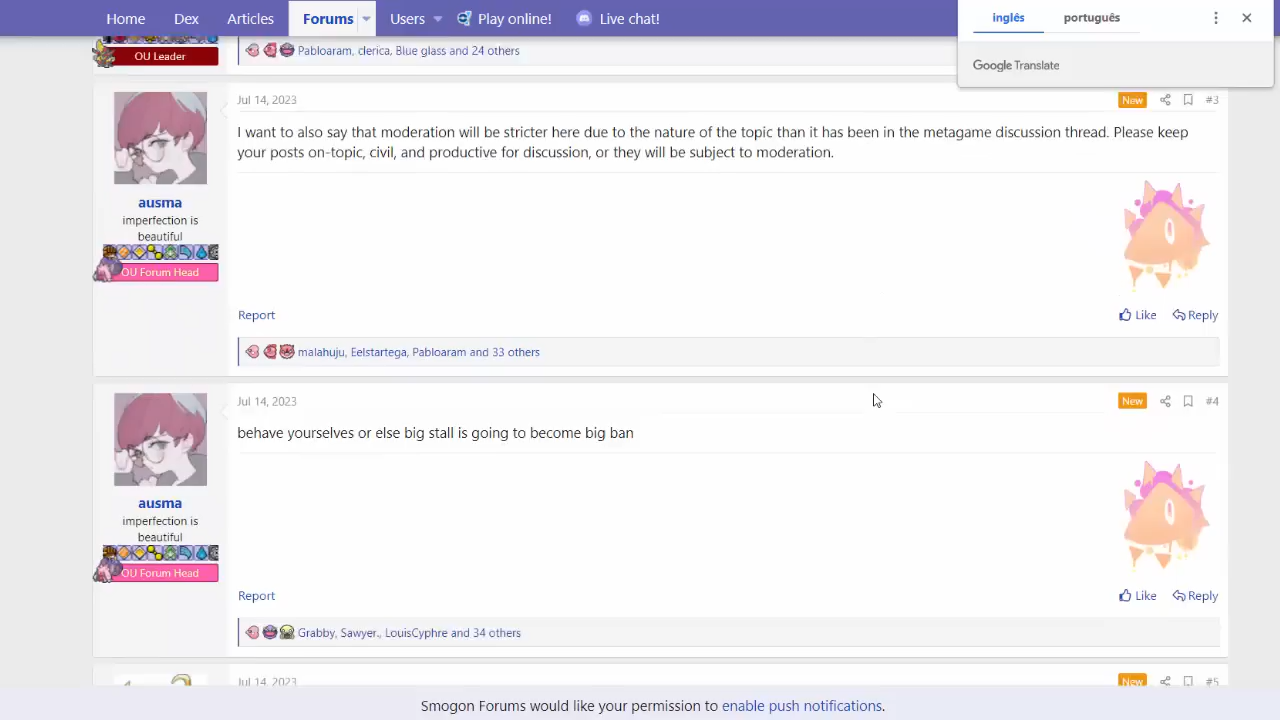 Home Dex Articles Forums Users Play online! Live chat!
inglês português
Google Translate
OU Leader
Pabloaram, clerica, Blue glass and 24 others
Jul 14, 2023
New #3
I want to also say that moderation will be stricter here due to the nature of the topic than it has been in the metagame discussion thread. Please keep
your posts on-topic, civil, and productive for discussion, or they will be subject to moderation.
ausma
imperfection is
beautiful
OU Forum Head
Report
Like Reply
malahuju, Eelstartega, Pabloaram and 33 others
Jul 14, 2023
New #4
behave yourselves or else big stall is going to become big ban
ausma
imperfection is
beautiful
OU Forum Head
Report
Like Reply
Grabby, Sawyer., LouisCyphre and 34 others
Jul 14, 2023
New #5
Smogon Forums would like your permission to enable push notifications.